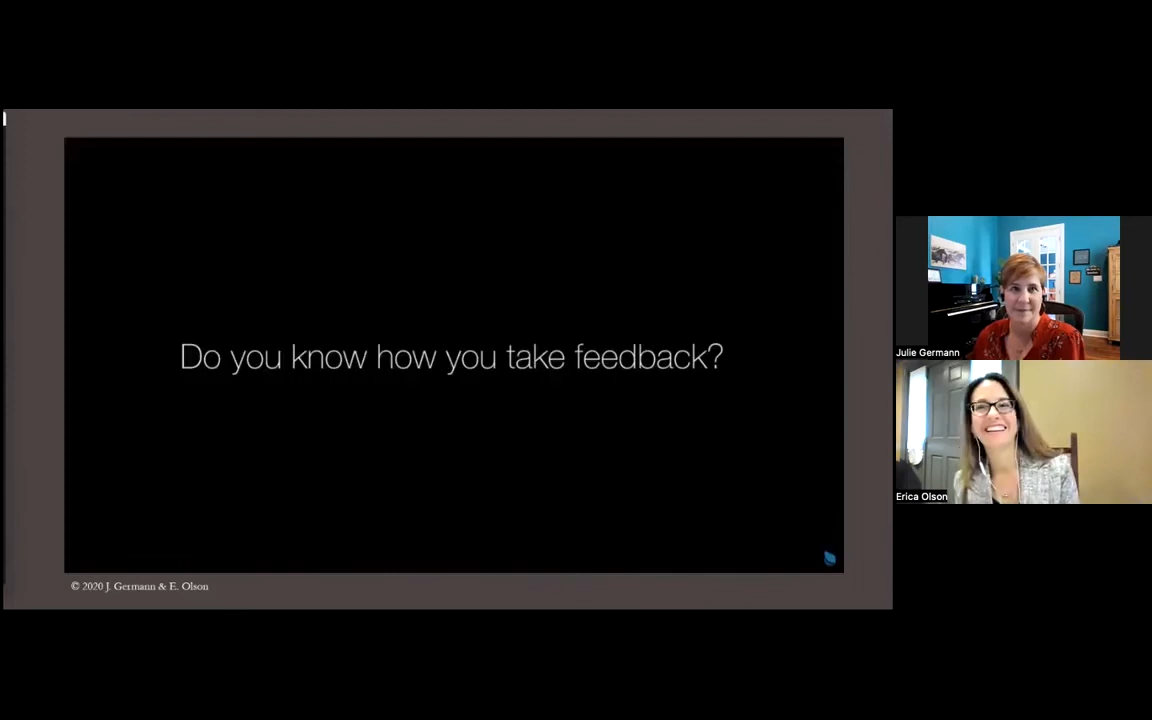 Do you know how you take feedback?
© 2020 J. Germann & E. Olson
Julie Germann
Erica Olson